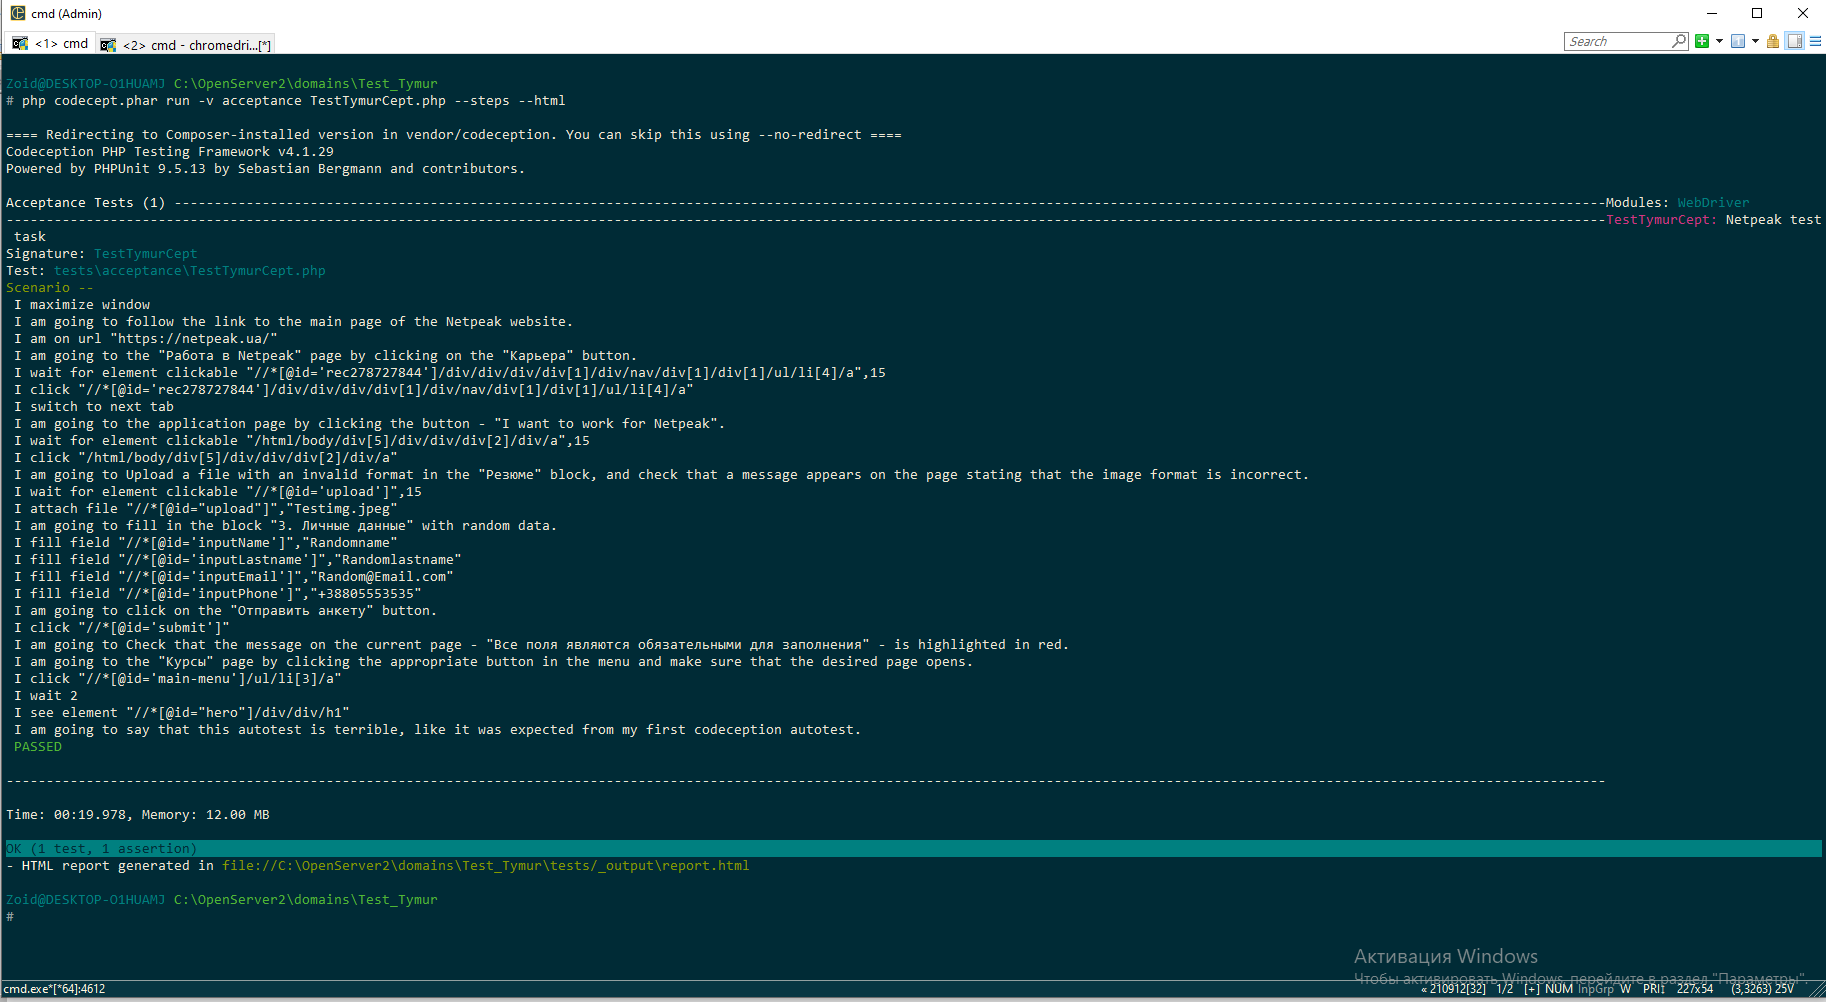 cmd (Admin)
<1> cmd
<2> cmd - chromedri...[*]
Search
Zoid@DESKTOP-O1HUAMJ C:\OpenServer2\domains\Test_Tymur
# php codecept.phar run -v acceptance TestTymurCept.php --steps --html
==== Redirecting to Composer-installed version in vendor/codeception. You can skip this using --no-redirect ====
Codeception PHP Testing Framework v4.1.29
Powered by PHPUnit 9.5.13 by Sebastian Bergmann and contributors.
Acceptance Tests (1) ---Modules: WebDriver
---TestTymurCept: Netpeak test
task
Signature: TestTymurCept
Test: tests\acceptance\TestTymurCept.php
Scenario --
I maximize window
I am going to follow the link to the main page of the Netpeak website.
I am on url "https://netpeak.ua/"
I am going to the "Работа в Netpeak" page by clicking on the "Карьера" button.
I wait for element clickable "//*[@id='rec278727844']/div/div/div/div[1]/div/nav/div[1]/div[1]/ul/li[4]/a",15
I click "//*[@id='rec278727844']/div/div/div/div[1]/div/nav/div[1]/div[1]/ul/li[4]/a"
I switch to next tab
I am going to the application page by clicking the button - "I want to work for Netpeak".
I wait for element clickable "/html/body/div[5]/div/div/div[2]/div/a",15
I click "/html/body/div[5]/div/div/div[2]/div/a"
I am going to Upload a file with an invalid format in the "Резюме" block, and check that a message appears on the page stating that the image format is incorrect.
I wait for element clickable "//*[@id='upload']",15
I attach file "//*[@id="upload"]","Testimg.jpeg"
I am going to fill in the block "3. Личные данные" with random data.
I fill field "//*[@id='inputName']","Randomname"
I fill field "//*[@id='inputLastname']","Randomlastname"
I fill field "//*[@id='inputEmail']","Random@Email.com"
I fill field "//*[@id='inputPhone']","+38805553535"
I am going to click on the "Отправить анкету" button.
I click "//*[@id='submit']"
I am going to Check that the message on the current page - "Все поля являются обязательными для заполнения" - is highlighted in red.
I am going to the "Курсы" page by clicking the appropriate button in the menu and make sure that the desired page opens.
I click "//*[@id='main-menu']/ul/li[3]/a"
I wait 2
I see element "//*[@id="hero"]/div/div/h1"
I am going to say that this autotest is terrible, like it was expected from my first codeception autotest.
PASSED
Time: 00:19.978, Memory: 12.00 MB
OK (1 test, 1 assertion)
- HTML report generated in file://C:\OpenServer2\domains\Test_Tymur\tests/_output\report.html
Zoid@DESKTOP-O1HUAMJ C:\OpenServer2\domains\Test_Tymur
#
Активация Windows
Чтобы активировать Windows, перейдите в раздел "Параметры".
cmd.exe*[*64]:4612
« 210912[32] 1/2 [+] NUM InpGrp W PRI↕ 227x54 (3,3263) 25V